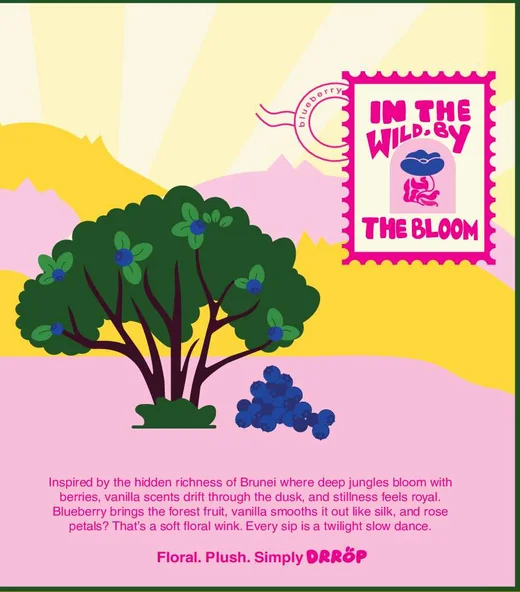 blueberry
IN THE
WILD, BY
THE BLOOM
Inspired by the hidden richness of Brunei where deep jungles bloom with
berries, vanilla scents drift through the dusk, and stillness feels royal.
Blueberry brings the forest fruit, vanilla smooths it out like silk, and rose
petals? That's a soft floral wink. Every sip is a twilight slow dance.
Floral. Plush. Simply DRRÖP